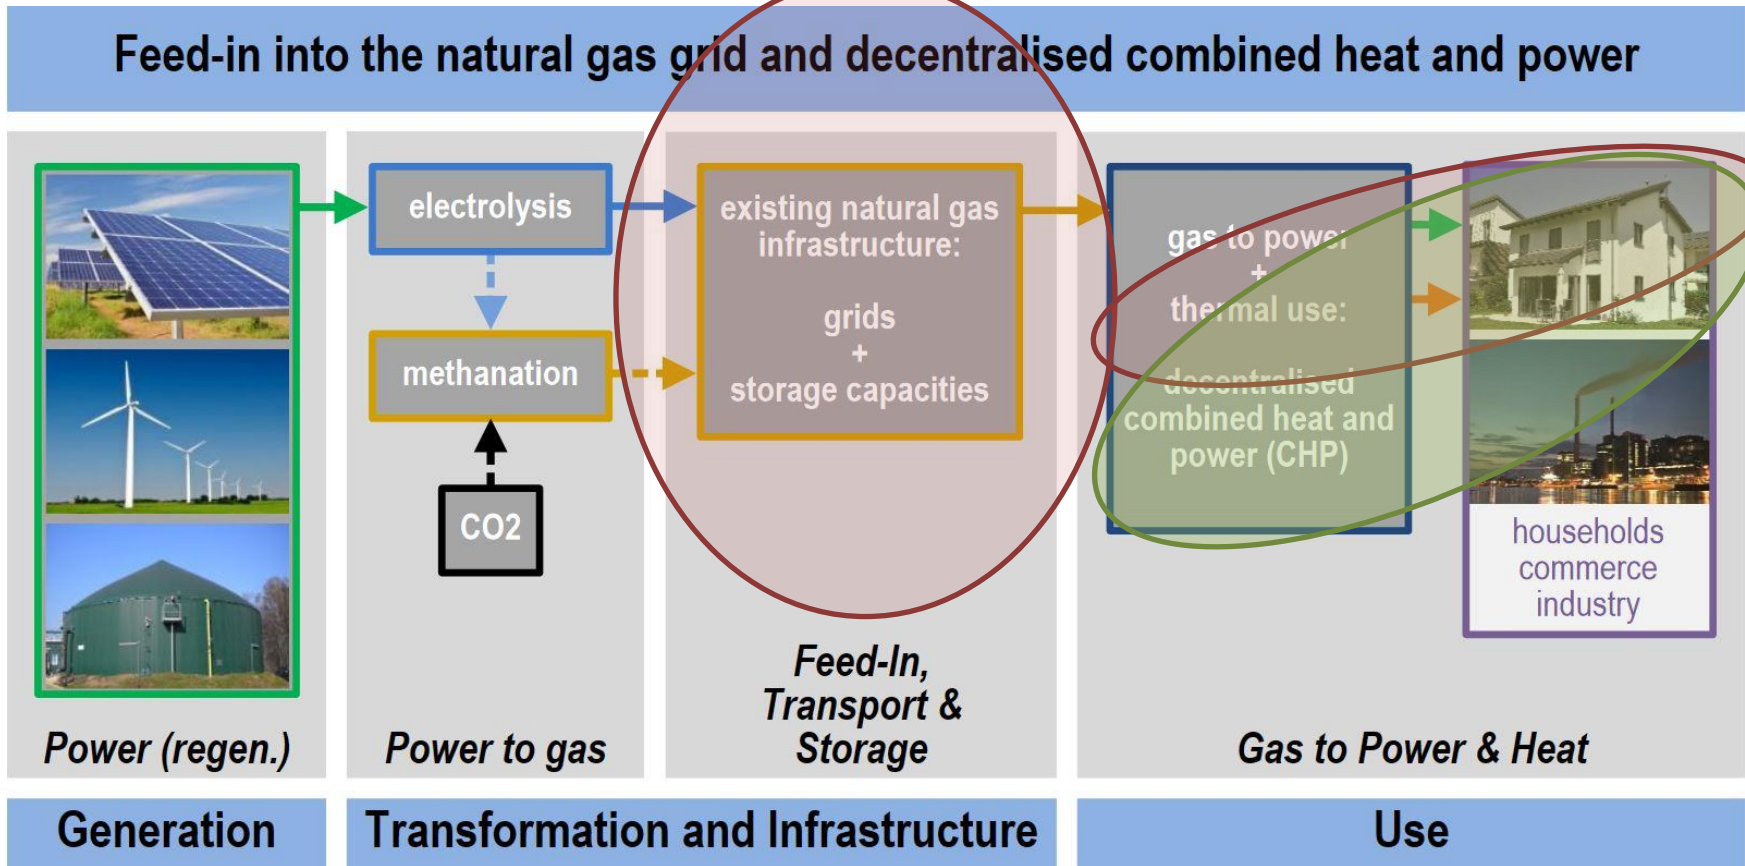 Feed-in into the natural gas grid and decentralised combined heat and power
electrolysis
methanation
CO2
existing natural gas
infrastructure:
grids
+
storage capacities
gas to power
+
thermal use:
decentralised
combined heat and
power (CHP)
households
commerce
industry
Power (regen.)
Power to gas
Feed-In,
Transport &
Storage
Gas to Power & Heat
Generation
Transformation and Infrastructure
Use